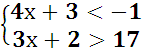 4x + 3 < −1
3x + 2 > 17